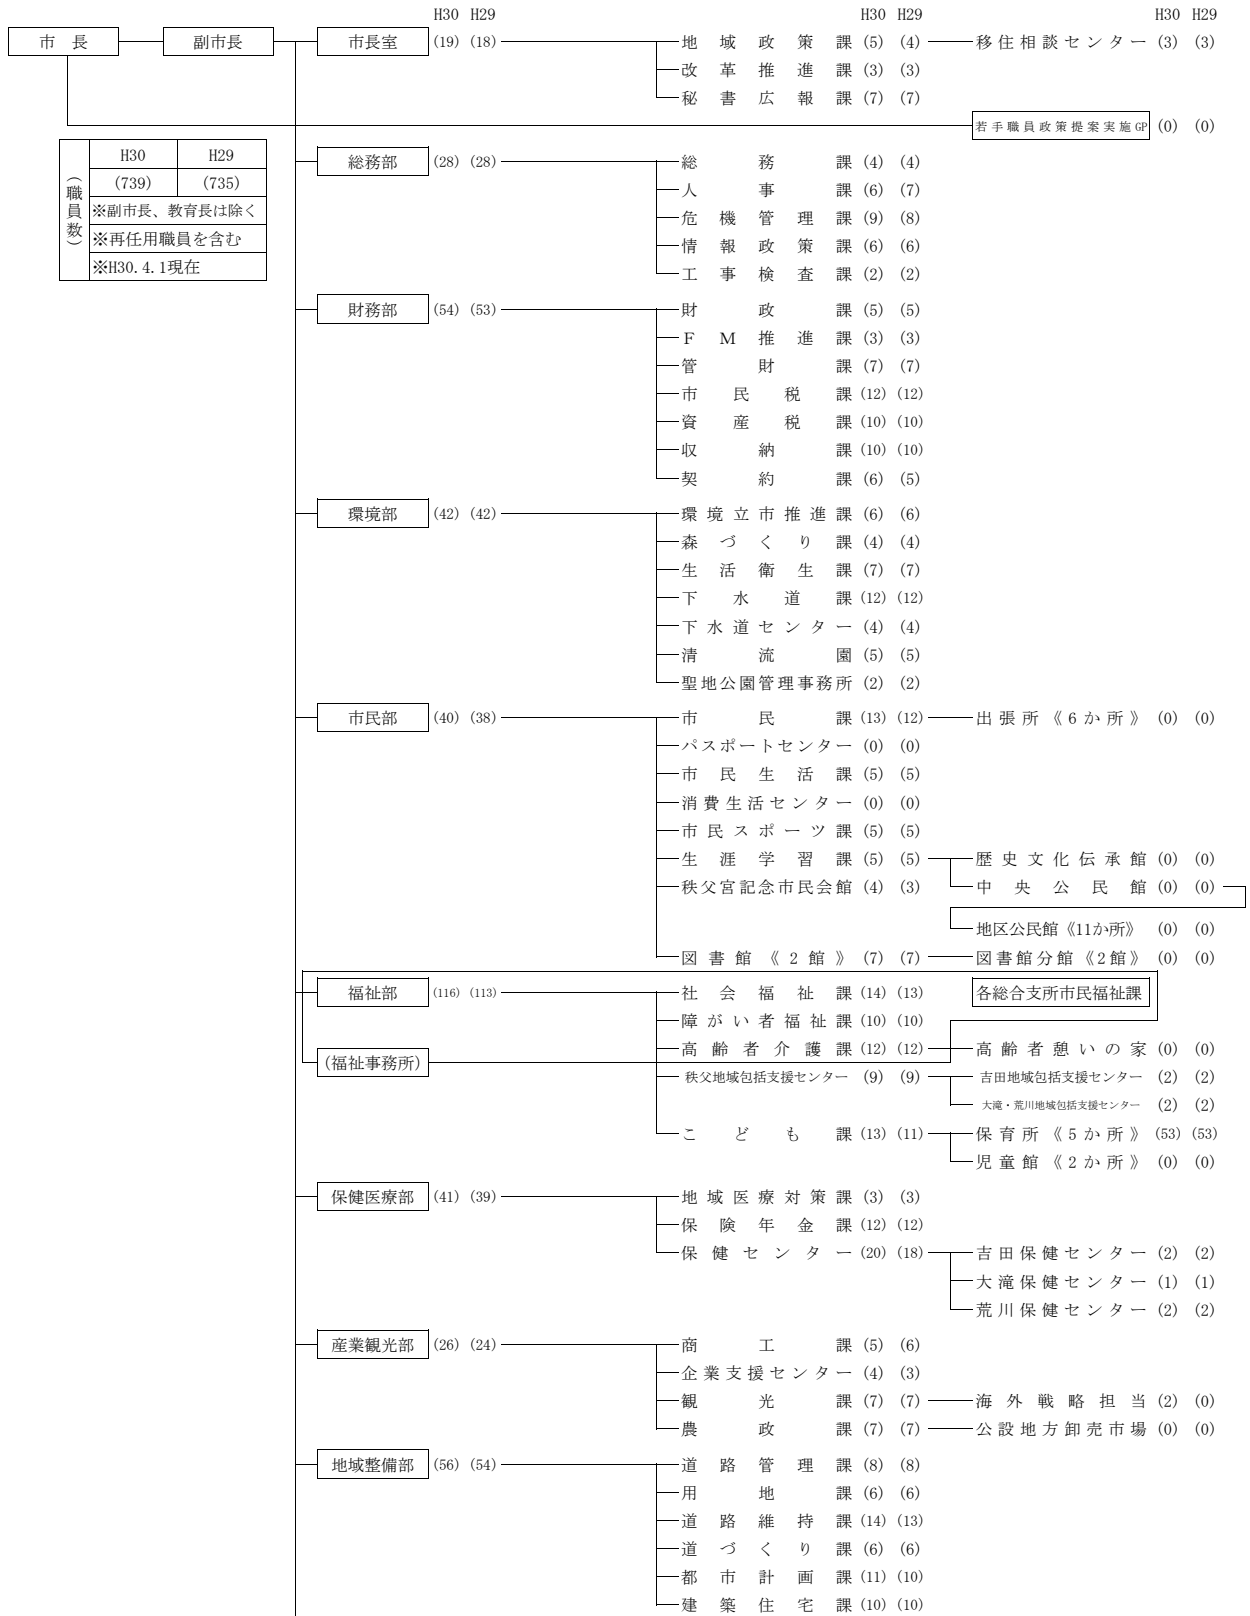 H30 H29 H30 H29 H30 H29
市長 副市長 市長室 (19) (18) 地域政策課 (5) (4) 移住相談センター (3) (3)
改革推進課 (3) (3)
秘書広報課 (7) (7)
若手職員政策提案実施GP (0) (0)
(職員数)
H30 H29
(739) (735)
※副市長、教育長は除く
※再任用職員を含む
※H30.4.1現在
総務部 (28) (28) 総務課 (4) (4)
人事課 (6) (7)
危機管理課 (9) (8)
情報政策課 (6) (6)
工事検査課 (2) (2)
財務部 (54) (53) 財政課 (5) (5)
FM推進課 (3) (3)
管財課 (7) (7)
市民税課 (12) (12)
資産税課 (10) (10)
収納課 (10) (10)
契約課 (6) (5)
環境部 (42) (42) 環境立市推進課 (6) (6)
森づくり課 (4) (4)
生活衛生課 (7) (7)
下水道課 (12) (12)
下水道センター (4) (4)
清流園 (5) (5)
聖地公園管理事務所 (2) (2)
市民部 (40) (38) 市民課 (13) (12) 出張所《6か所》 (0) (0)
パスポートセンター (0) (0)
市民生活課 (5) (5)
消費生活センター (0) (0)
市民スポーツ課 (5) (5)
生涯学習課 (5) (5) 歴史文化伝承館 (0) (0)
秩父宮記念市民会館 (4) (3) 中央公民館 (0) (0)
地区公民館《11か所》 (0) (0)
図書館《2館》 (7) (7) 図書館分館《2館》 (0) (0)
福祉部 (116) (113) 社会福祉課 (14) (13) 各総合支所市民福祉課
障がい者福祉課 (10) (10)
高齢者介護課 (12) (12) 高齢者憩いの家 (0) (0)
(福祉事務所)
秩父地域包括支援センター (9) (9) 吉田地域包括支援センター (2) (2)
大滝・荒川地域包括支援センター (2) (2)
こども課 (13) (11) 保育所《5か所》 (53) (53)
児童館《2か所》 (0) (0)
保健医療部 (41) (39) 地域医療対策課 (3) (3)
保険年金課 (12) (12)
保健センター (20) (18) 吉田保健センター (2) (2)
大滝保健センター (1) (1)
荒川保健センター (2) (2)
産業観光部 (26) (24) 商工課 (5) (6)
企業支援センター (4) (3)
観光課 (7) (7) 海外戦略担当 (2) (0)
農政課 (7) (7) 公設地方卸売市場 (0) (0)
地域整備部 (56) (54) 道路管理課 (8) (8)
用地課 (6) (6)
道路維持課 (14) (13)
道づくり課 (6) (6)
都市計画課 (11) (10)
建築住宅課 (10) (10)